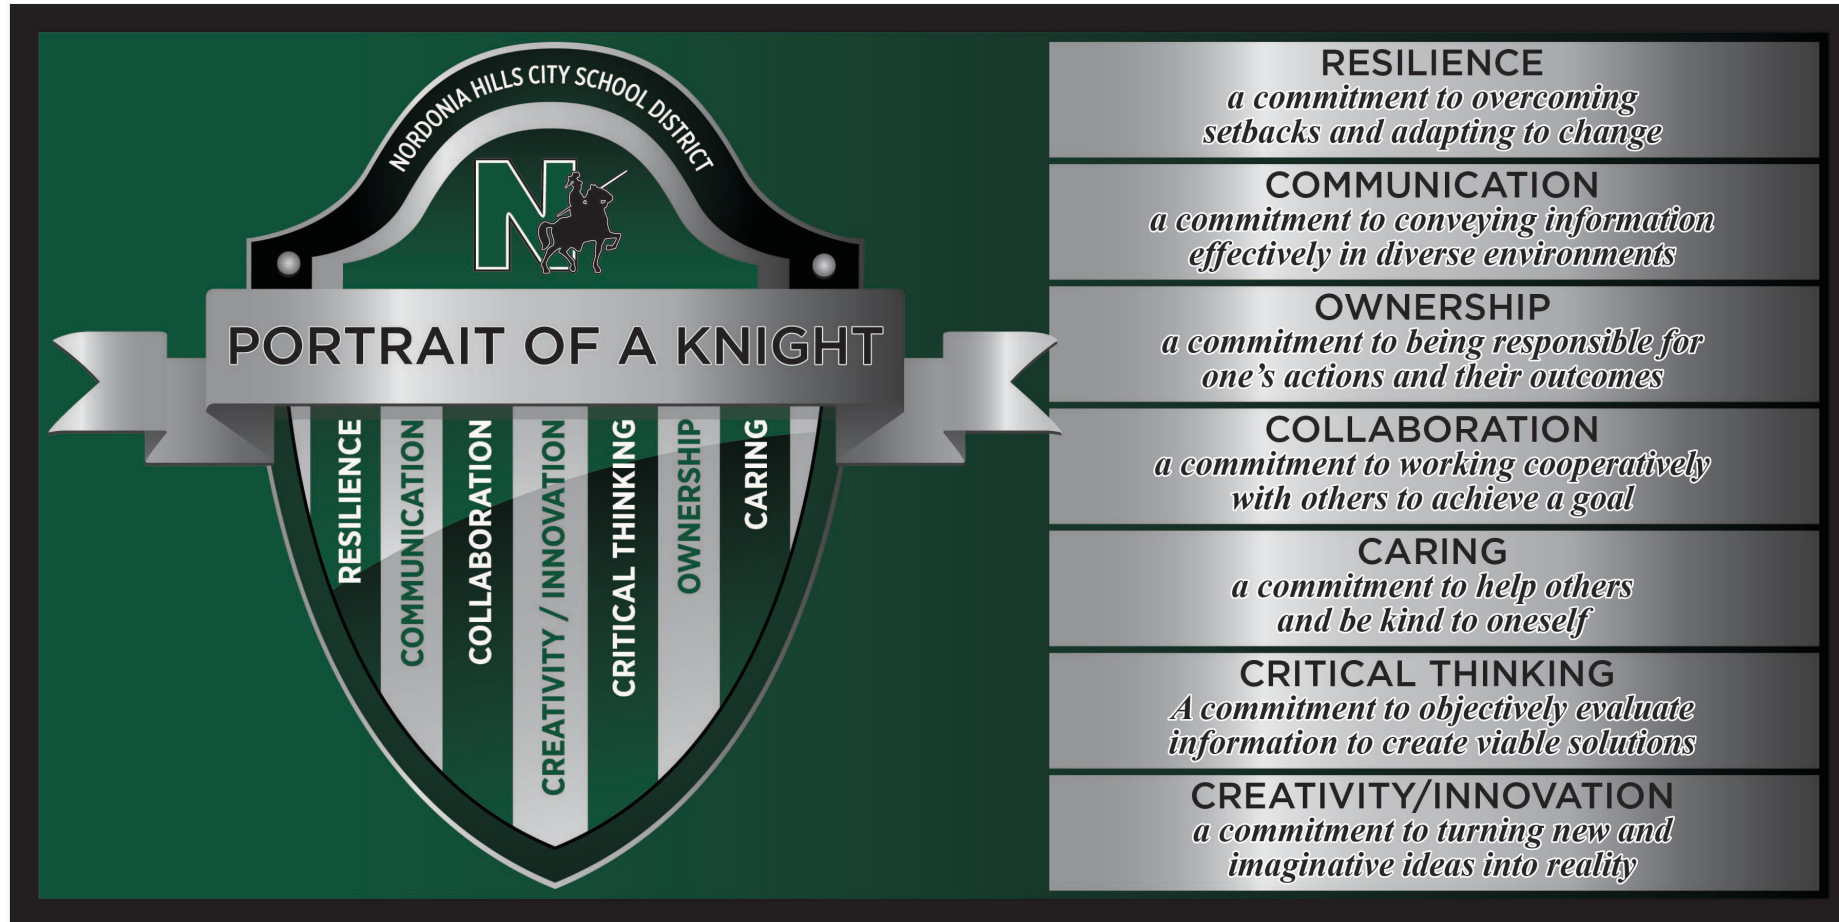 NORDONIA HILLS CITY SCHOOL DISTRICT
N
PORTRAIT OF A KNIGHT
RESILIENCE
COMMUNICATION
COLLABORATION
CREATIVITY / INNOVATION
CRITICAL THINKING
OWNERSHIP
CARING
RESILIENCE
a commitment to overcoming
setbacks and adapting to change
COMMUNICATION
a commitment to conveying information
effectively in diverse environments
OWNERSHIP
a commitment to being responsible for
one's actions and their outcomes
COLLABORATION
a commitment to working cooperatively
with others to achieve a goal
CARING
a commitment to help others
and be kind to oneself
CRITICAL THINKING
A commitment to objectively evaluate
information to create viable solutions
CREATIVITY/INNOVATION
a commitment to turning new and
imaginative ideas into reality